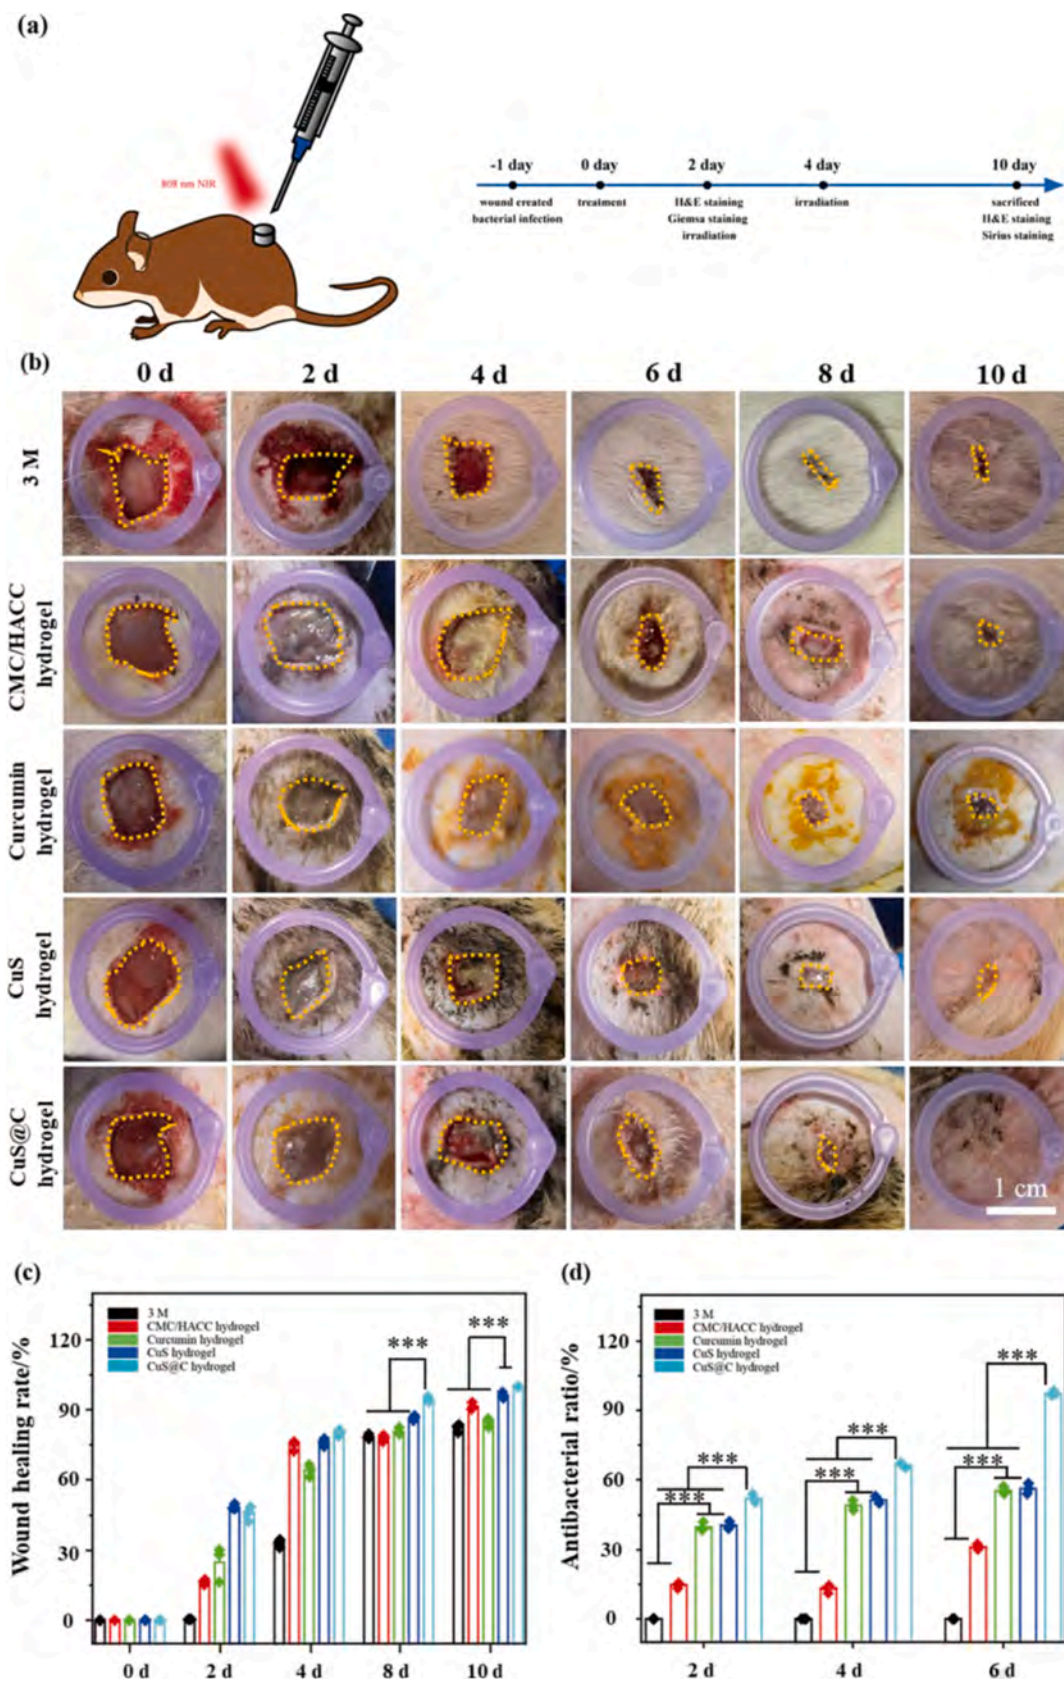 (a)
808 nm NIR
-1 day
0 day
2 day
4 day
10 day
wound created
bacterial infection
treatment
H&E staining
Giemsa staining
irradiation
irradiation
sacrificed
H&E staining
Sirius staining
(b)
0 d
2 d
4 d
6 d
8 d
10 d
3 M
CMC/HACC
hydrogel
Curcumin
hydrogel
CuS
hydrogel
CuS@C
hydrogel
1 cm
(c)
Wound healing rate/%
120
90
60
30
0
3 M
CMC/HACC hydrogel
Curcumin hydrogel
CuS hydrogel
CuS@C hydrogel
***
***
0 d
2 d
4 d
8 d
10 d
(d)
Antibacterial ratio/%
120
90
60
30
0
3 M
CMC/HACC hydrogel
Curcumin hydrogel
CuS hydrogel
CuS@C hydrogel
***
***
***
***
***
***
2 d
4 d
6 d